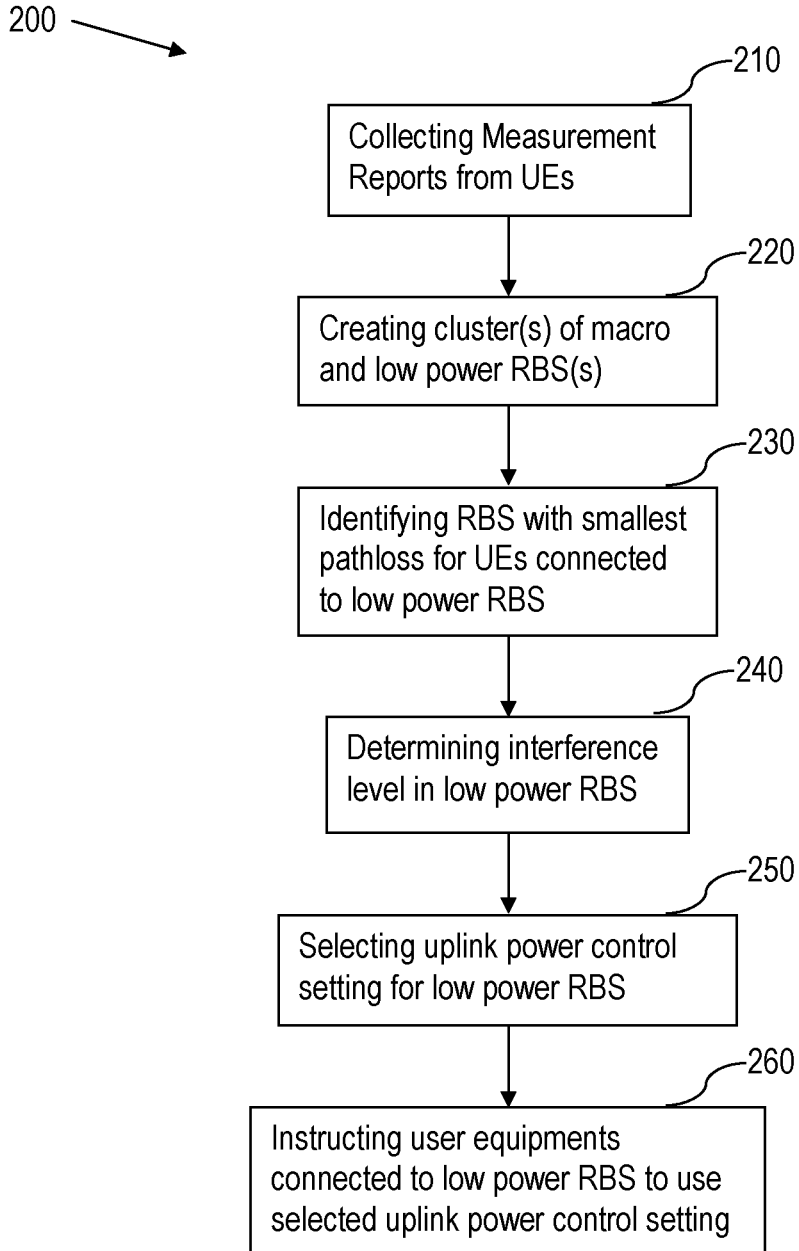 200
210
Collecting Measurement
Reports from UEs
220
Creating cluster(s) of macro
and low power RBS(s)
230
Identifying RBS with smallest
pathloss for UEs connected
to low power RBS
240
Determining interference
level in low power RBS
250
Selecting uplink power control
setting for low power RBS
260
Instructing user equipments
connected to low power RBS to use
selected uplink power control setting